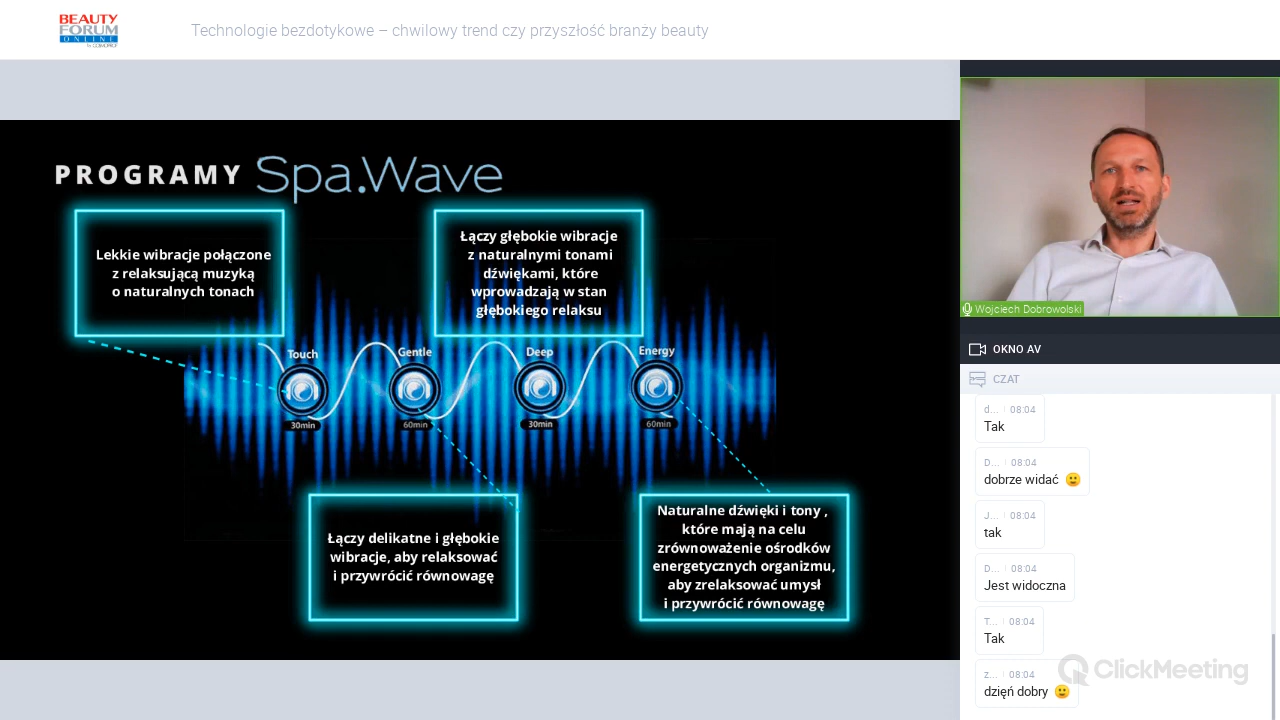 BEAUTY
FORUM
ONLINE
by COSMOPROF
Technologie bezdotykowe – chwilowy trend czy przyszłość branży beauty
PROGRAMY Spa.Wave
Lekkie wibracje połączone
z relaksującą muzyką
o naturalnych tonach
Łączy głębokie wibracje
z naturalnymi tonami
dźwiękami, które
wprowadzają w stan
głębokiego relaksu
Touch
Gentle
Deep
Energy
30min
60min
30min
60min
Łączy delikatne i głębokie
wibracje, aby relaksować
i przywrócić równowagę
Naturalne dźwięki i tony ,
które mają na celu
zrównoważenie ośrodków
energetycznych organizmu,
aby zrelaksować umysł
i przywrócić równowagę
Wojciech Dobrowolski
OKNO AV
CZAT
d... 08:04
Tak
D... 08:04
dobrze widać 🙂
J... 08:04
tak
D... 08:04
Jest widoczna
T... 08:04
Tak
z... 08:04
dzięń dobry 🙂
ClickMeeting